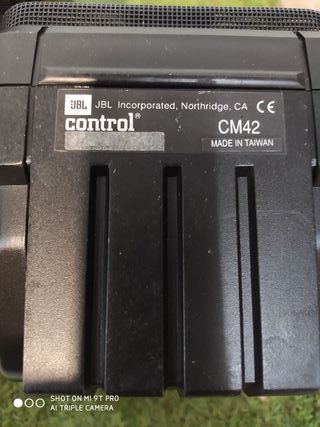 JBL JBL Incorporated, Northridge, CA CE
control® CM42
MADE IN TAIWAN
SHOT ON MI 9T PRO
AI TRIPLE CAMERA